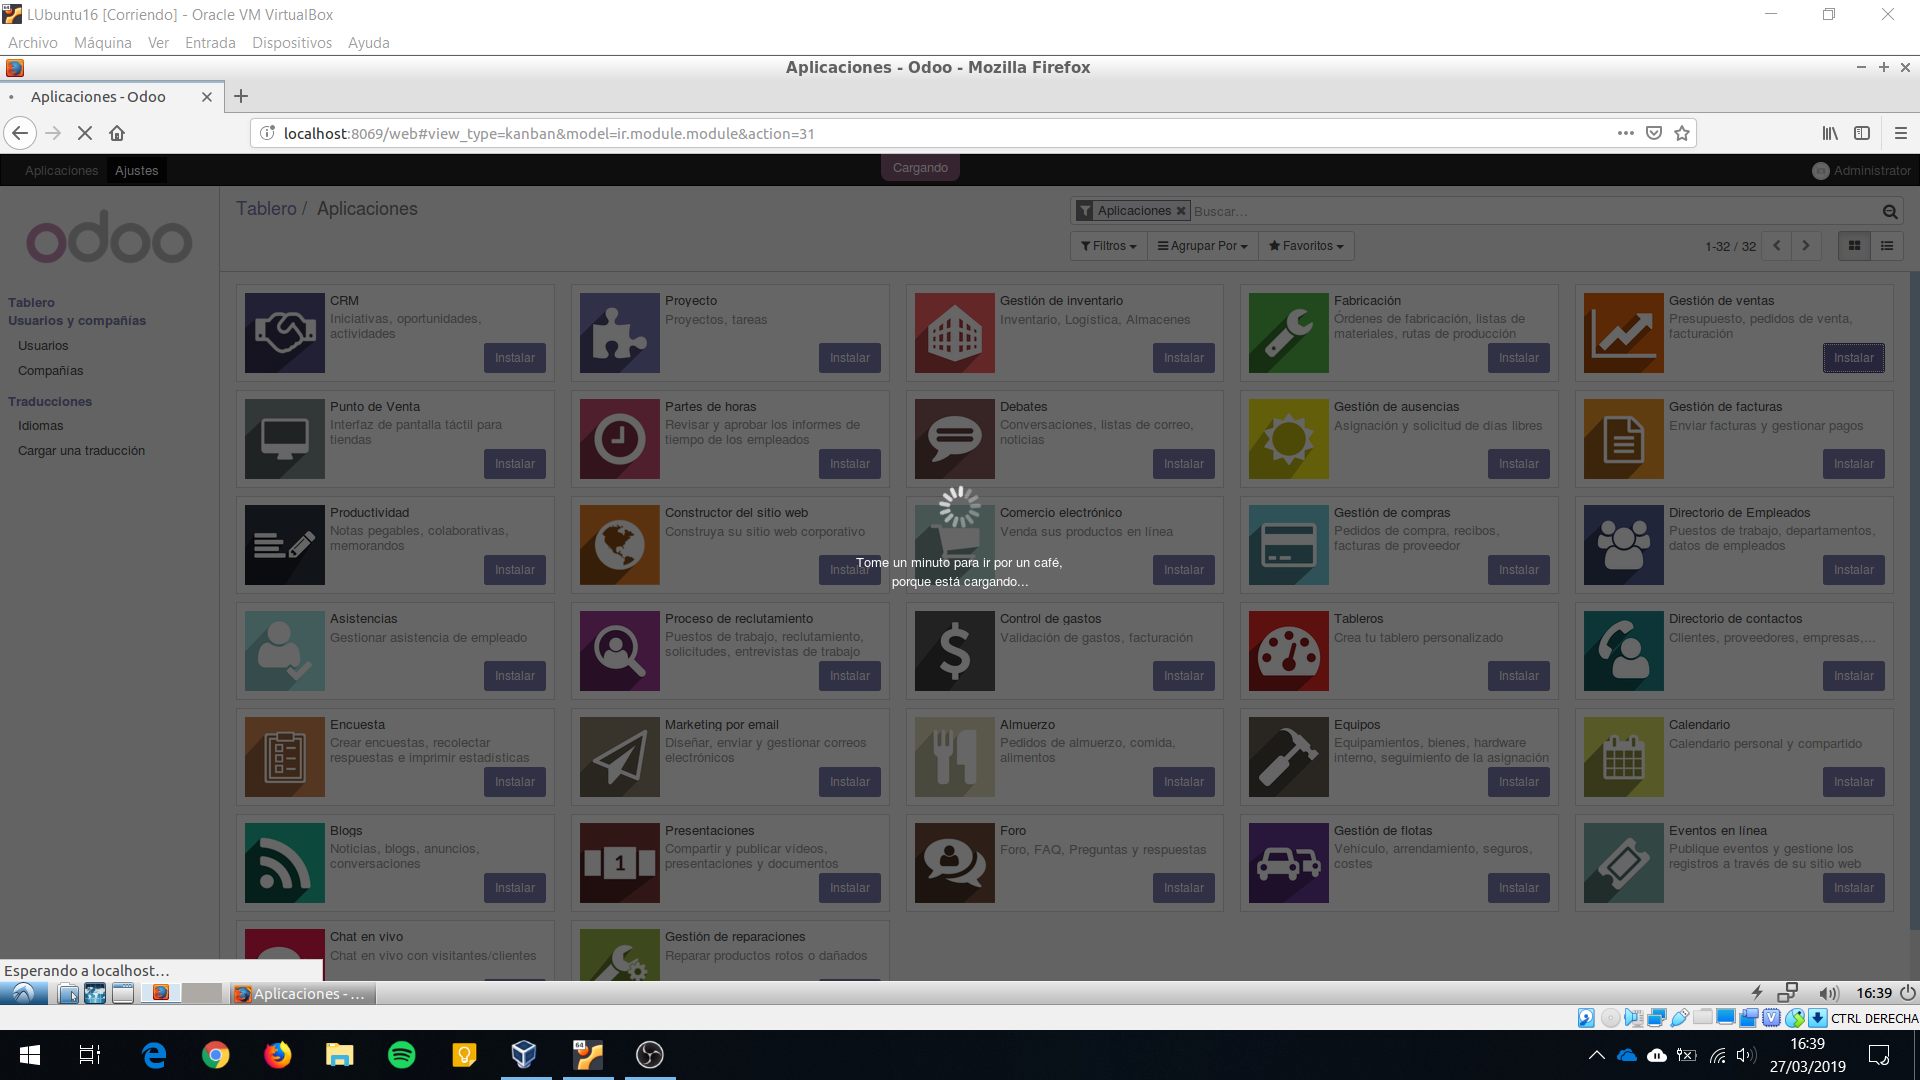 LUbuntu16 [Corriendo] - Oracle VM VirtualBox
Archivo Máquina Ver Entrada Dispositivos Ayuda
Aplicaciones - Odoo - Mozilla Firefox
Aplicaciones - Odoo
localhost:8069/web#view_type=kanban&model=ir.module.module&action=31
Aplicaciones Ajustes Cargando Administrator
odoo
Tablero / Aplicaciones
Aplicaciones Buscar...
Filtros Agrupar Por Favoritos 1-32 / 32
Tablero
Usuarios y compañías
Usuarios
Compañías
Traducciones
Idiomas
Cargar una traducción
CRM
Iniciativas, oportunidades,
actividades
Instalar
Proyecto
Proyectos, tareas
Instalar
Gestión de inventario
Inventario, Logística, Almacenes
Instalar
Fabricación
Órdenes de fabricación, listas de
materiales, rutas de producción
Instalar
Gestión de ventas
Presupuesto, pedidos de venta,
facturación
Instalar
Punto de Venta
Interfaz de pantalla táctil para
tiendas
Instalar
Partes de horas
Revisar y aprobar los informes de
tiempo de los empleados
Instalar
Debates
Conversaciones, listas de correo,
noticias
Instalar
Gestión de ausencias
Asignación y solicitud de días libres
Instalar
Gestión de facturas
Enviar facturas y gestionar pagos
Instalar
Productividad
Notas pegables, colaborativas,
memorandos
Instalar
Constructor del sitio web
Construya su sitio web corporativo
Instalar
Comercio electrónico
Venda sus productos en línea
Instalar
Gestión de compras
Pedidos de compra, recibos,
facturas de proveedor
Instalar
Directorio de Empleados
Puestos de trabajo, departamentos,
datos de empleados
Instalar
Tome un minuto para ir por un café,
porque está cargando...
Asistencias
Gestionar asistencia de empleado
Instalar
Proceso de reclutamiento
Puestos de trabajo, reclutamiento,
solicitudes, entrevistas de trabajo
Instalar
Control de gastos
Validación de gastos, facturación
Instalar
Tableros
Crea tu tablero personalizado
Instalar
Directorio de contactos
Clientes, proveedores, empresas,...
Instalar
Encuesta
Crear encuestas, recolectar
respuestas e imprimir estadísticas
Instalar
Marketing por email
Diseñar, enviar y gestionar correos
electrónicos
Instalar
Almuerzo
Pedidos de almuerzo, comida,
alimentos
Instalar
Equipos
Equipamientos, bienes, hardware
interno, seguimiento de la asignación
Instalar
Calendario
Calendario personal y compartido
Instalar
Blogs
Noticias, blogs, anuncios,
conversaciones
Instalar
1
Presentaciones
Compartir y publicar vídeos,
presentaciones y documentos
Instalar
Foro
Foro, FAQ, Preguntas y respuestas
Instalar
Gestión de flotas
Vehículo, arrendamiento, seguros,
costes
Instalar
Eventos en línea
Publique eventos y gestione los
registros a través de su sitio web
Instalar
Chat en vivo
Chat en vivo con visitantes/clientes
Gestión de reparaciones
Reparar productos rotos o dañados
Esperando a localhost...
Aplicaciones - ...
16:39
CTRL DERECHA
16:39
27/03/2019